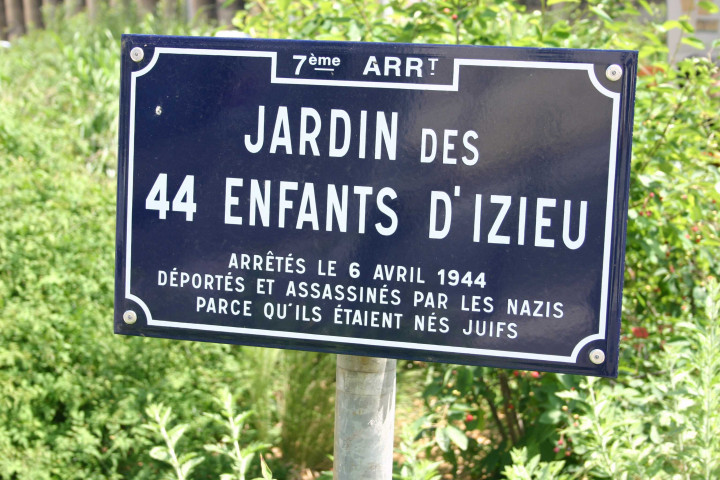 7ème ARRT
JARDIN DES
44 ENFANTS D'IZIEU
ARRÊTÉS LE 6 AVRIL 1944
DÉPORTÉS ET ASSASSINÉS PAR LES NAZIS
PARCE QU'ILS ÉTAIENT NÉS JUIFS